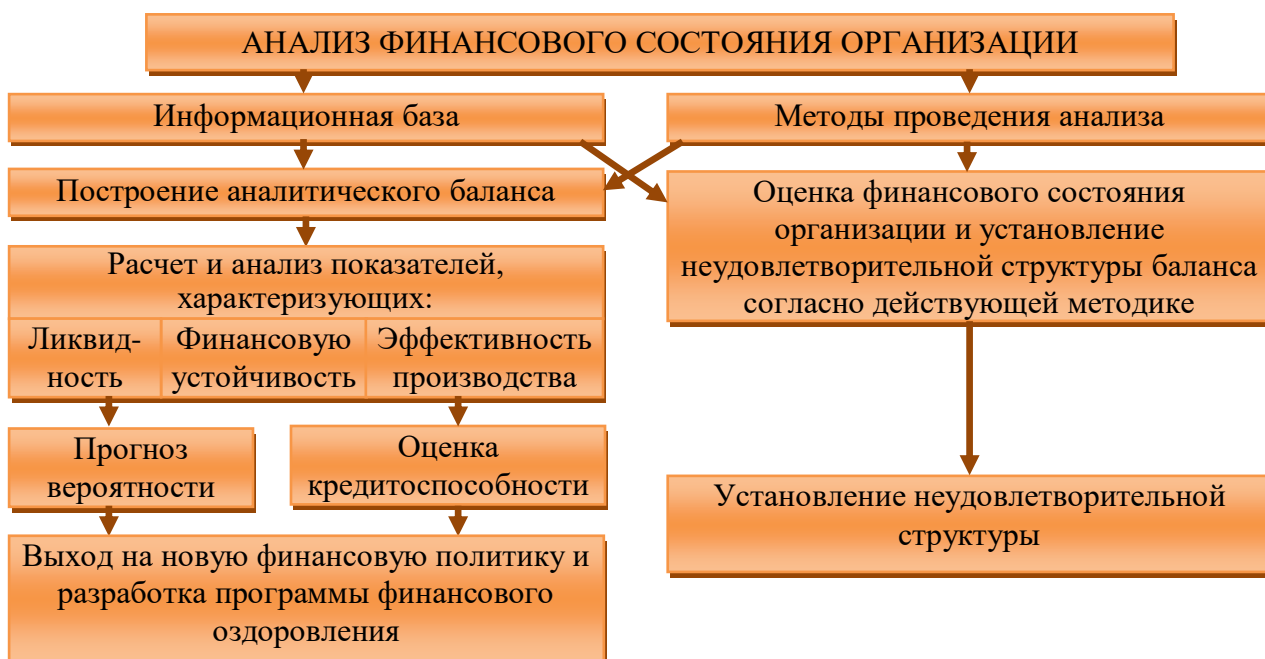 АНАЛИЗ ФИНАНСОВОГО СОСТОЯНИЯ ОРГАНИЗАЦИИ
Информационная база
Методы проведения анализа
Построение аналитического баланса
Оценка финансового состояния
организации и установление
неудовлетворительной структуры баланса
согласно действующей методике
Расчет и анализ показателей,
характеризующих:
Ликвид-
ность
Финансовую
устойчивость
Эффективность
производства
Прогноз
вероятности
Оценка
кредитоспособности
Установление неудовлетворительной
структуры
Выход на новую финансовую политику и
разработка программы финансового
оздоровления